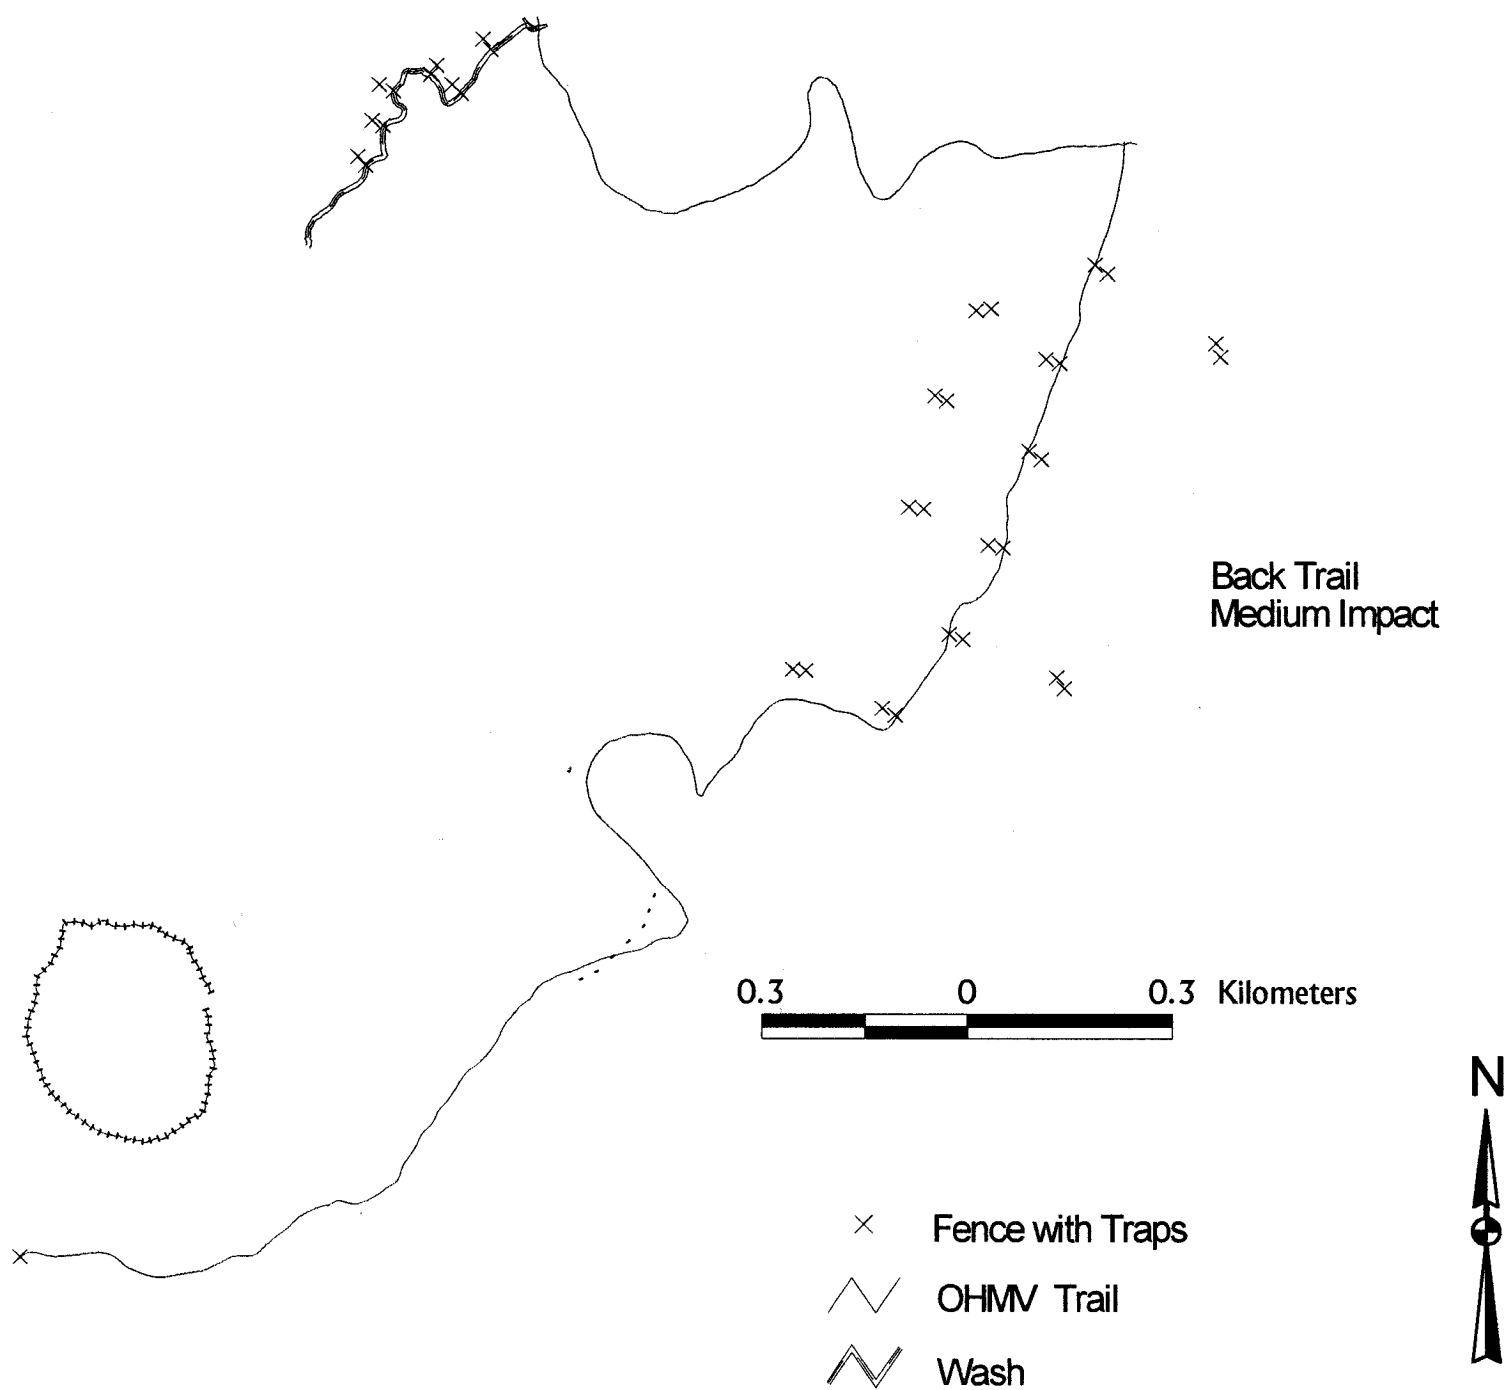 Back Trail
Medium Impact
0.3 0 0.3 Kilometers
N
Fence with Traps
OHMV Trail
Wash